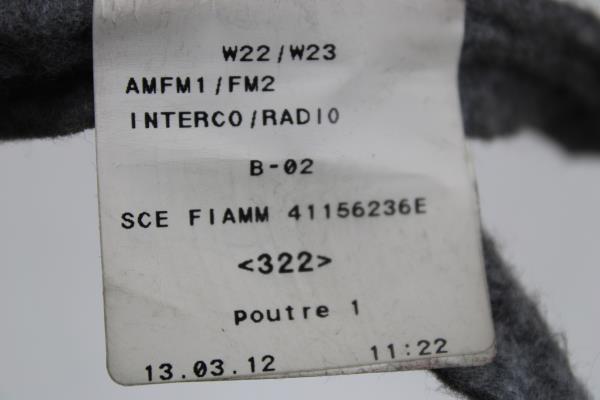 W22/W23
AMFM1/FM2
INTERCO/RADIO
B-02
SCE FIAMM 41156236E
<322>
poutre 1
13.03.12 11:22